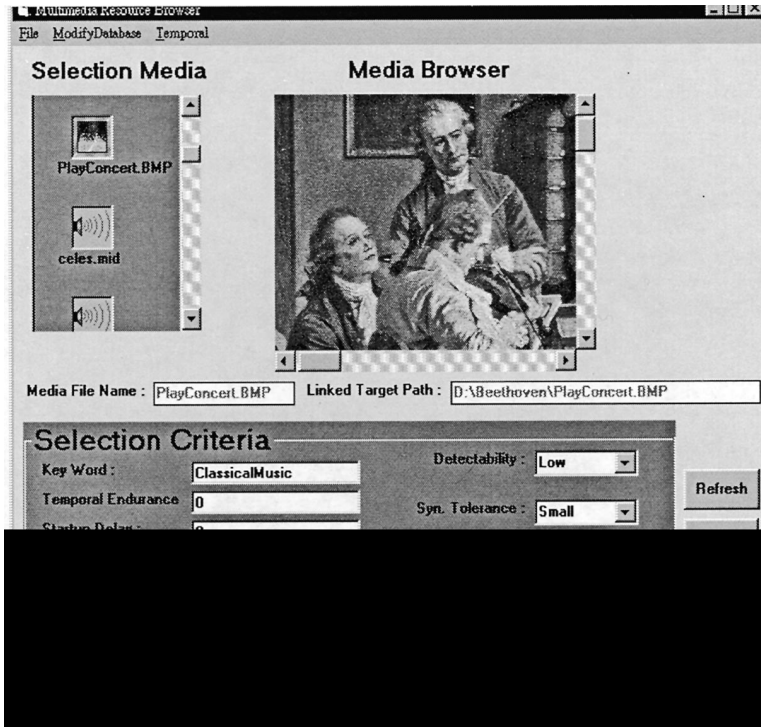 Multimedia Resource Browser
File ModifyDatabase Temporal
Selection Media
Media Browser
PlayConcert.BMP
celes.mid
Media File Name : PlayConcert.BMP
Linked Target Path : D:\Beethoven\PlayConcert.BMP
Selection Criteria
Key Word : ClassicalMusic
Detectability : Low
Temporal Endurance 0
Syn. Tolerance : Small
Refresh
Startup Delay :